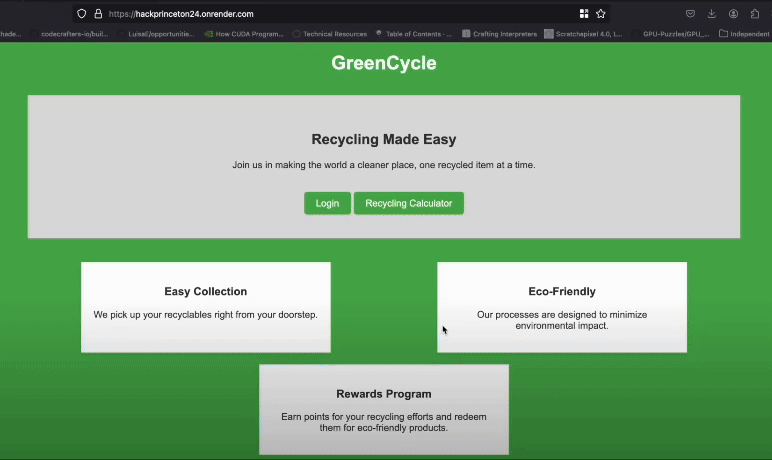 https://hackprinceton24.onrender.com
hade... codecrafters-io/buil... Luisal/opportunitie... How CUDA Program... Technical Resources Table of Contents - ... Crafting Interpreters Scratchapixel 4.0, L... GPU-Puzzles/GPU_... Independent
GreenCycle
Recycling Made Easy
Join us in making the world a cleaner place, one recycled item at a time.
Login Recycling Calculator
Easy Collection
We pick up your recyclables right from your doorstep.
Eco-Friendly
Our processes are designed to minimize
environmental impact.
Rewards Program
Earn points for your recycling efforts and redeem
them for eco-friendly products.